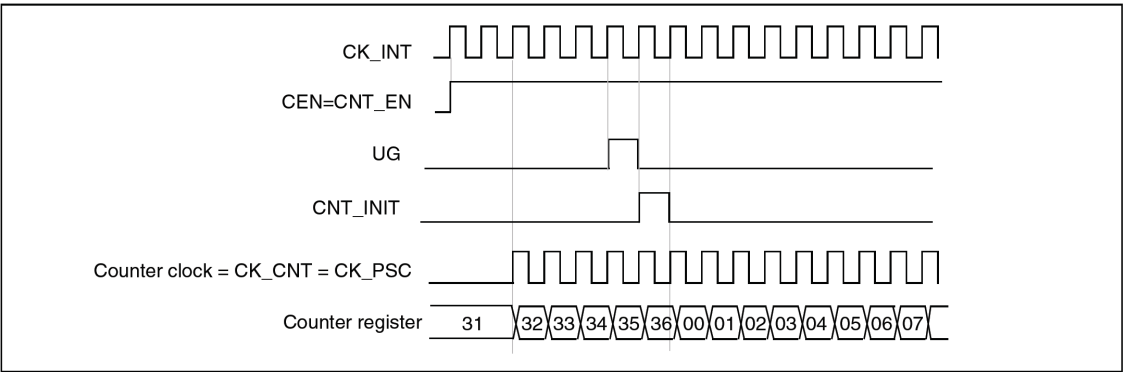 CK_INT
CEN=CNT_EN
UG
CNT_INIT
Counter clock = CK_CNT = CK_PSC
Counter register 31 32 33 34 35 36 00 01 02 03 04 05 06 07